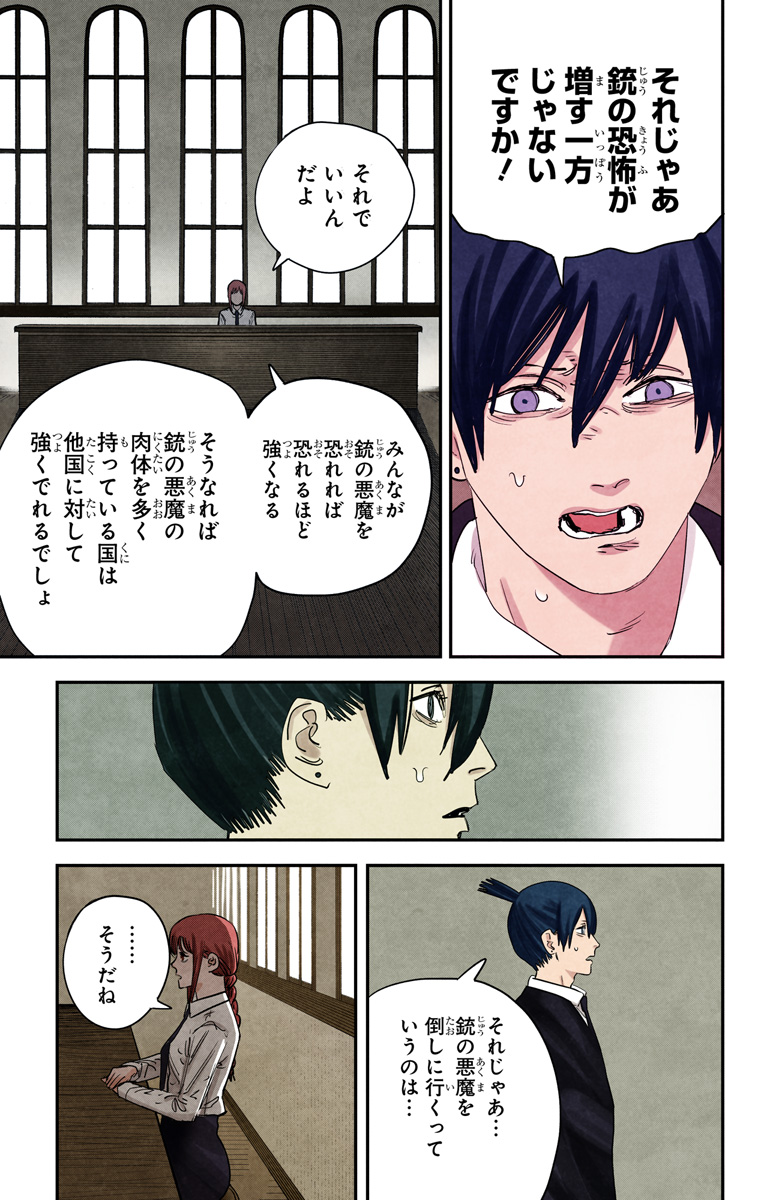 それじゃあ
銃の恐怖が
増す一方
じゃない
ですか！
それで
いいん
だよ
みんなが
銃の悪魔を
恐れれば
恐れるほど
強くなる
そうなれば
銃の悪魔の
肉体を多く
持っている国は
他国に対して
強くでれるでしょ
それじゃあ…
銃の悪魔を
倒しに行くって
いうのは…
……
そうだね